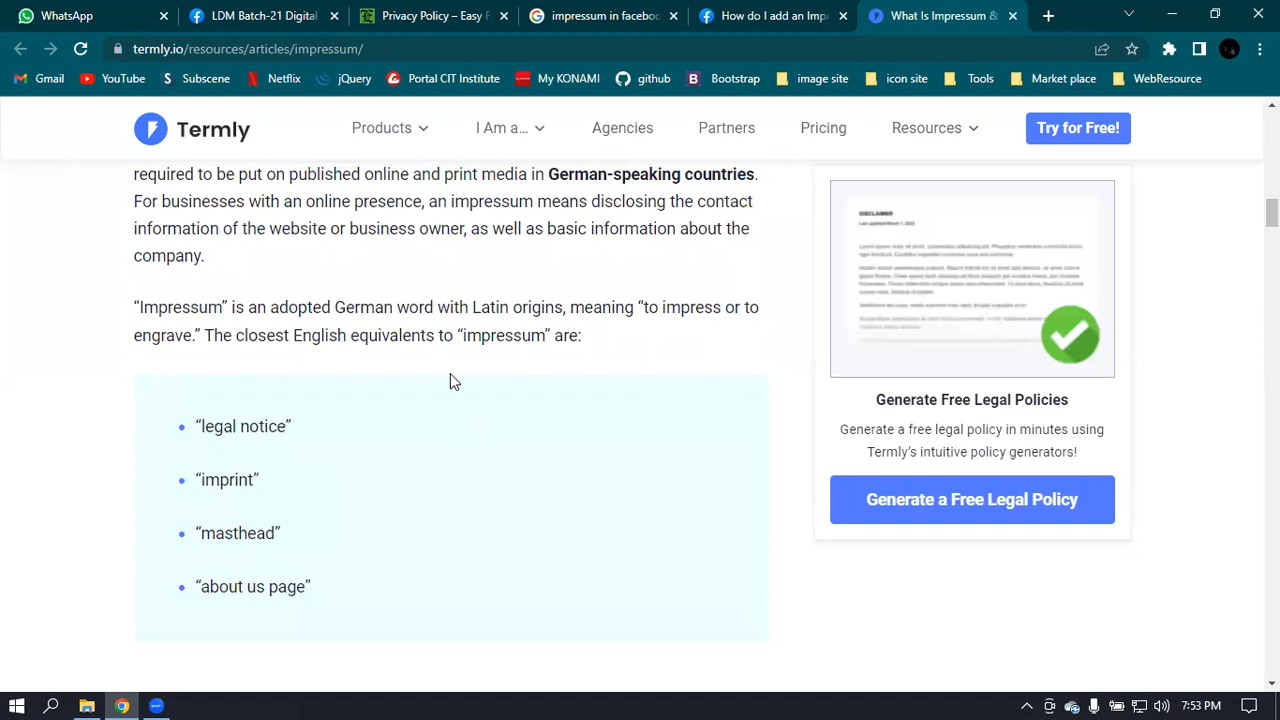 WhatsApp
LDM Batch-21 Digital
Privacy Policy – Easy F
impressum in faceboo
How do I add an Imp
What Is Impressum &
termly.io/resources/articles/impressum/
Gmail
YouTube
Subscene
Netflix
jQuery
Portal CIT Institute
My KONAMI
github
Bootstrap
image site
icon site
Tools
Market place
WebResource
Termly
Products
I Am a...
Agencies
Partners
Pricing
Resources
Try for Free!
required to be put on published online and print media in German-speaking countries.
For businesses with an online presence, an impressum means disclosing the contact
information of the website or business owner, as well as basic information about the
company.
“Impressum” is an adopted German word with Latin origins, meaning “to impress or to
engrave.” The closest English equivalents to “impressum” are:
“legal notice”
“imprint”
“masthead”
“about us page”
DISCLAIMER
Generate Free Legal Policies
Generate a free legal policy in minutes using
Termly’s intuitive policy generators!
Generate a Free Legal Policy
7:53 PM